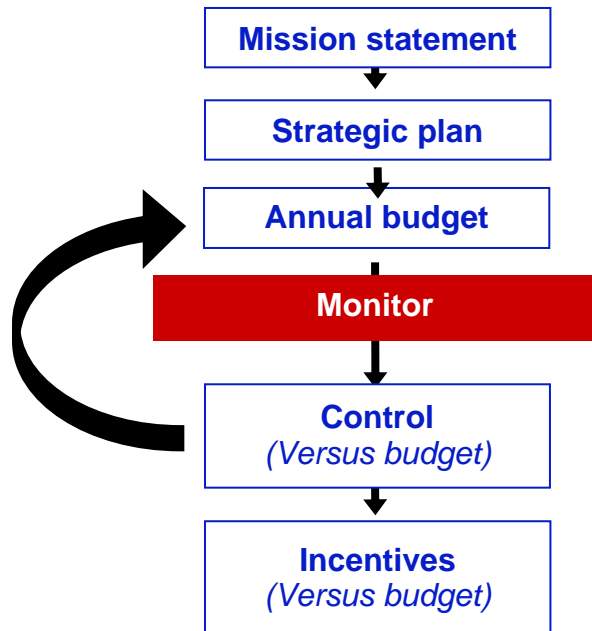 Mission statement
Strategic plan
Annual budget
Monitor
Control
(Versus budget)
Incentives
(Versus budget)